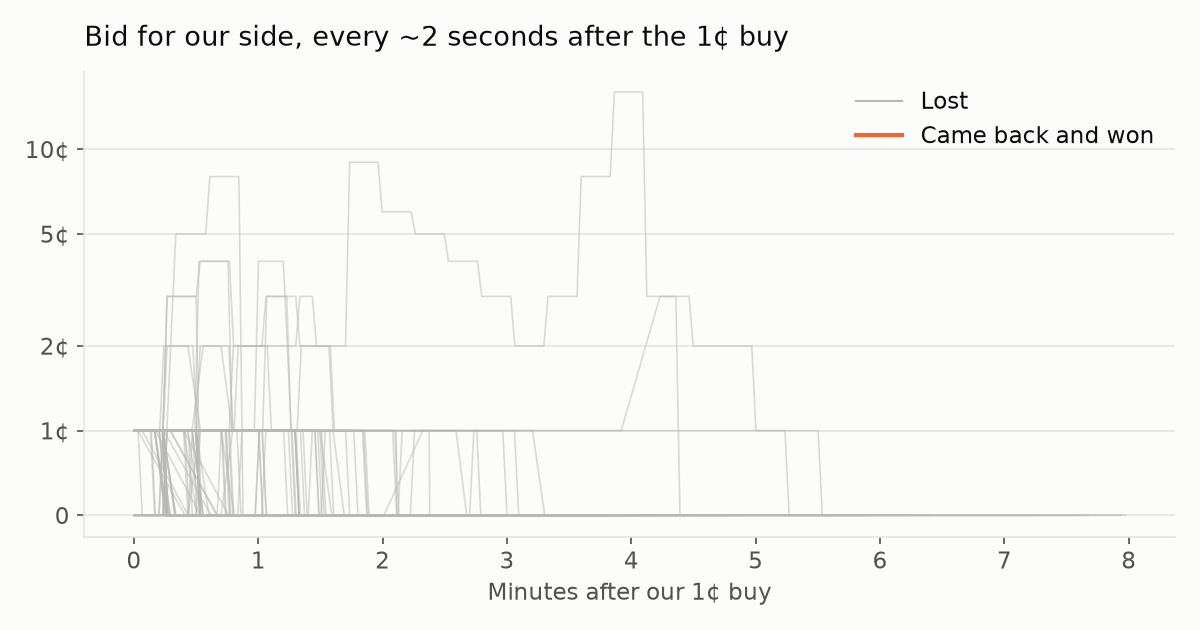 Bid for our side, every ~2 seconds after the 1¢ buy
Lost
Came back and won
10¢
5¢
2¢
1¢
0
0 1 2 3 4 5 6 7 8
Minutes after our 1¢ buy